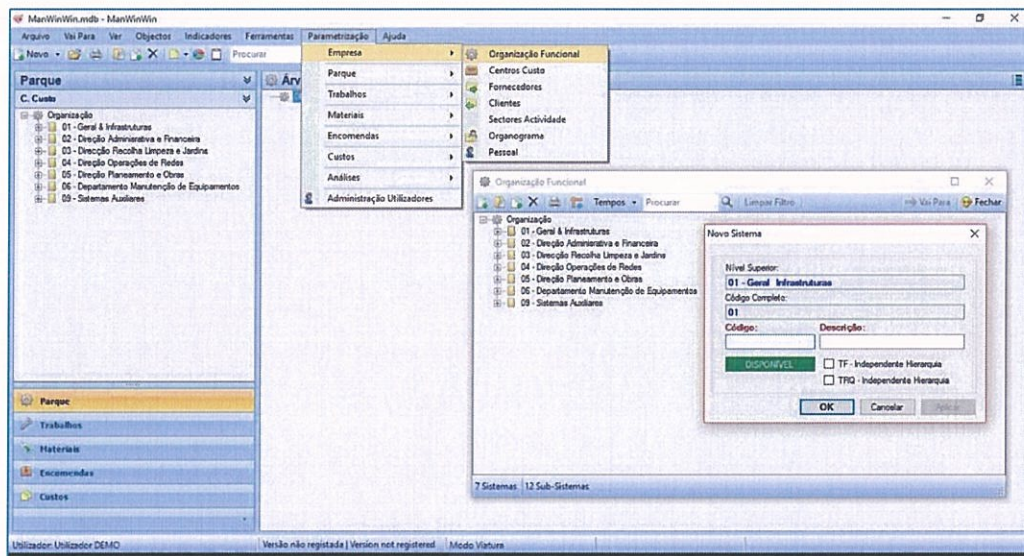 ManWinWin.mdb - ManWinWin
Arquivo Vai Para Ver Objectos Indicadores Ferramentas Parametrização Ajuda
Novo Procurar
Parque
C. Custo
Organização
01 - Geral & Infrastruturas
02 - Direção Administrativa e Financeira
03 - Direcção Recolha Limpeza e Jardins
04 - Direção Operações de Redes
05 - Direção Planeamento e Obras
06 - Departamento Manutenção de Equipamentos
09 - Sistemas Auxiliares
Árv
Empresa
Parque
Trabalhos
Materiais
Encomendas
Custos
Análises
Administração Utilizadores
Organização Funcional
Centros Custo
Fornecedores
Clientes
Sectores Actividade
Organograma
Pessoal
Organização Funcional
Tempos Procurar Limpar Filtro Vai Para Fechar
Organização
01 - Geral & Infrastruturas
02 - Direção Administrativa e Financeira
03 - Direcção Recolha Limpeza e Jardins
04 - Direção Operações de Redes
05 - Direção Planeamento e Obras
06 - Departamento Manutenção de Equipamentos
09 - Sistemas Auxiliares
7 Sistemas 12 Sub-Sistemas
Novo Sistema
Nível Superior:
01 - Geral Infrastruturas
Código Completo:
01
Código: Descrição:
DISPONÍVEL
TF - Independente Hierarquia
TRQ - Independente Hierarquia
OK Cancelar Aplicar
Parque
Trabalhos
Materiais
Encomendas
Custos
Utilizador: Utilizador DEMO Versão não registada | Version not registered Modo Viatura